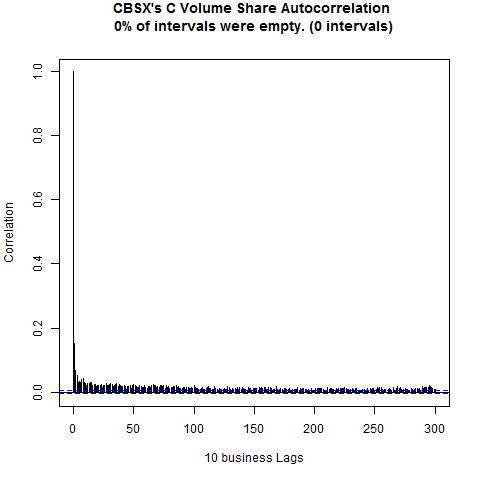 CBSX's C Volume Share Autocorrelation
0% of intervals were empty. (0 intervals)
1.0
0.8
0.6
0.4
0.2
0.0
Correlation
0 50 100 150 200 250 300
10 business Lags